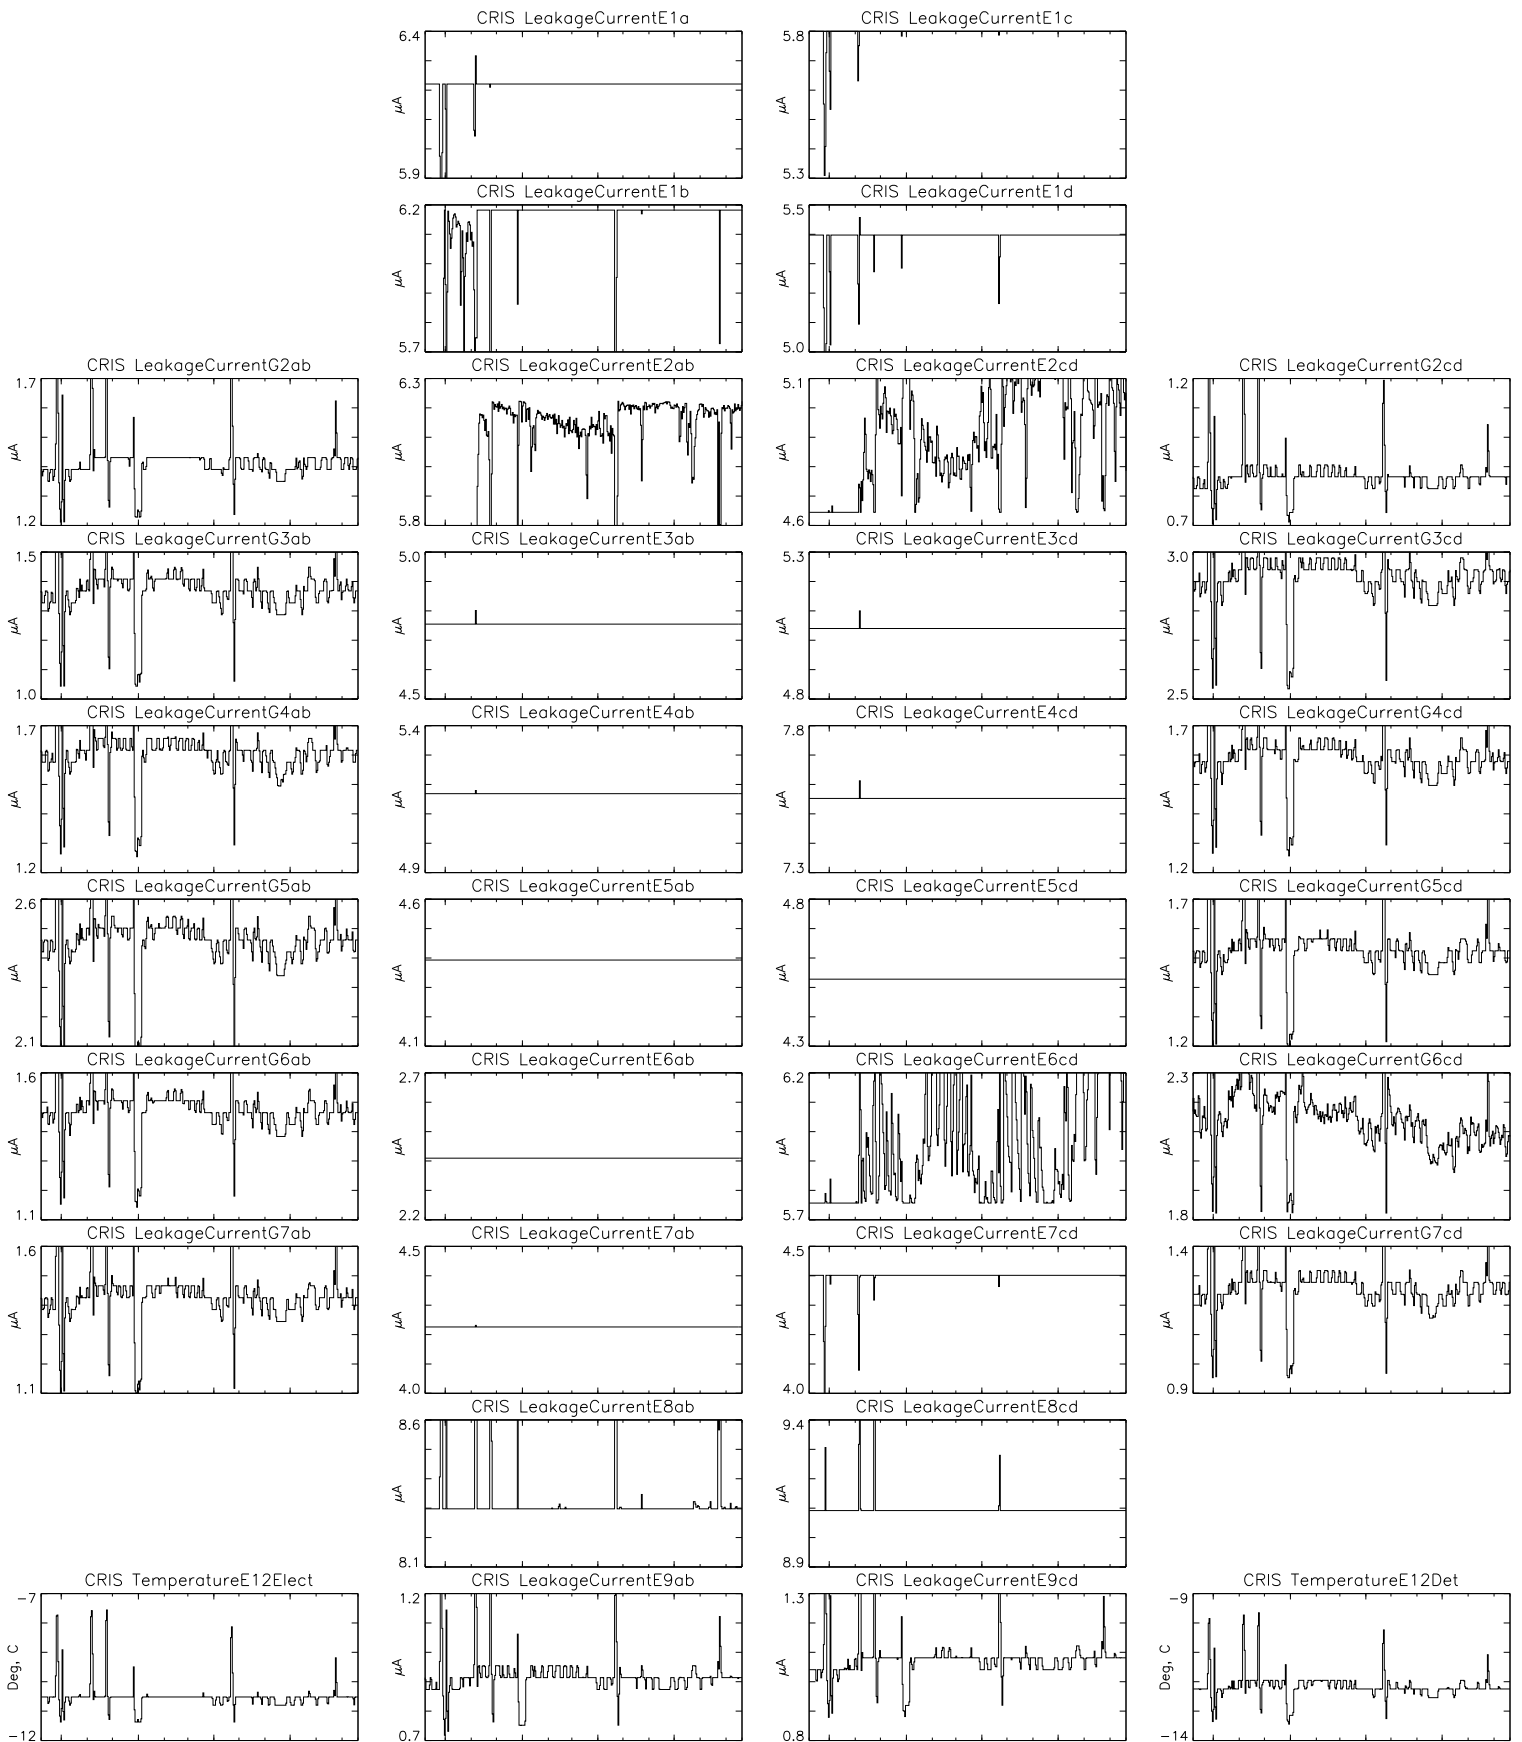 CRIS LeakageCurrentE1a CRIS LeakageCurrentE1c
6.4 5.8
μA μA
5.9 5.3
CRIS LeakageCurrentE1b CRIS LeakageCurrentE1d
6.2 5.5
μA μA
5.7 5.0
CRIS LeakageCurrentG2ab CRIS LeakageCurrentE2ab CRIS LeakageCurrentE2cd CRIS LeakageCurrentG2cd
1.7 6.3 5.1 1.2
μA μA μA μA
1.2 5.8 4.6 0.7
CRIS LeakageCurrentG3ab CRIS LeakageCurrentE3ab CRIS LeakageCurrentE3cd CRIS LeakageCurrentG3cd
1.5 5.0 5.3 3.0
μA μA μA μA
1.0 4.5 4.8 2.5
CRIS LeakageCurrentG4ab CRIS LeakageCurrentE4ab CRIS LeakageCurrentE4cd CRIS LeakageCurrentG4cd
1.7 5.4 7.8 1.7
μA μA μA μA
1.2 4.9 7.3 1.2
CRIS LeakageCurrentG5ab CRIS LeakageCurrentE5ab CRIS LeakageCurrentE5cd CRIS LeakageCurrentG5cd
2.6 4.6 4.8 1.7
μA μA μA μA
2.1 4.1 4.3 1.2
CRIS LeakageCurrentG6ab CRIS LeakageCurrentE6ab CRIS LeakageCurrentE6cd CRIS LeakageCurrentG6cd
1.6 2.7 6.2 2.3
μA μA μA μA
1.1 2.2 5.7 1.8
CRIS LeakageCurrentG7ab CRIS LeakageCurrentE7ab CRIS LeakageCurrentE7cd CRIS LeakageCurrentG7cd
1.6 4.5 4.5 1.4
μA μA μA μA
1.1 4.0 4.0 0.9
CRIS LeakageCurrentE8ab CRIS LeakageCurrentE8cd
8.6 9.4
μA μA
8.1 8.9
CRIS TemperatureE12Elect CRIS LeakageCurrentE9ab CRIS LeakageCurrentE9cd CRIS TemperatureE12Det
-7 1.2 1.3 -9
Deg, C μA μA Deg, C
-12 0.7 0.8 -14